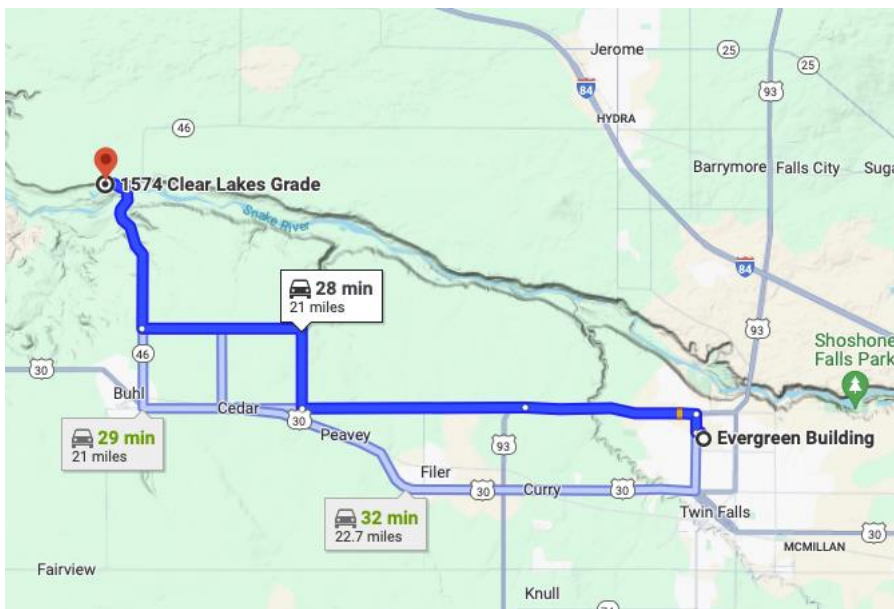 Jerome
25
25
93
84
HYDRA
46
Barrymore
Falls City
Suga
1574 Clear Lakes Grade
Snake River
84
28 min
21 miles
93
Shoshone
Falls Park
46
30
Buhl
Cedar
30
Peavey
Evergreen Building
29 min
21 miles
93
Filer
30
Curry
30
32 min
22.7 miles
Twin Falls
30
MCMILLAN
Fairview
Knull